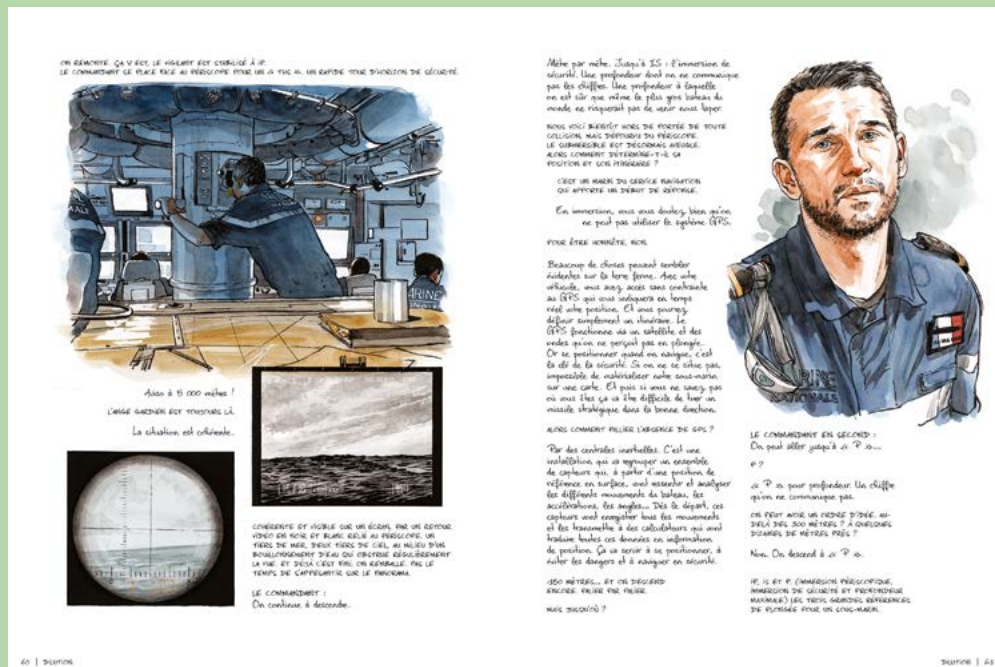 ON REMONTE. ÇA Y EST, LE VIGILANT EST STABILISÉ À IP.
LE COMMANDANT SE PLACE FACE AU PÉRISCOPE POUR UN « THS », UN RAPIDE TOUR D'HORIZON DE SÉCURITÉ.
MARINE
Aviso à 5 000 mètres !
L'ANGE GARDIEN EST TOUJOURS LÀ.
La situation est cohérente.
COHÉRENTE ET VISIBLE SUR UN ÉCRAN, PAR UN RETOUR
VIDÉO EN NOIR ET BLANC RELIÉ AU PÉRISCOPE. UN
TIERS DE MER, DEUX TIERS DE CIEL, AU MILIEU D'UN
BOUILLONNEMENT D'EAU QUI OBSTRUE RÉGULIÈREMENT
LA VUE. ET DÉJÀ C'EST FINI, ON REMBALLE. PAS LE
TEMPS DE S'APPESANTIR SUR LE PANORAMA.
LE COMMANDANT :
On continue à descendre.
60 | DILUTION
Mètre par mètre. Jusqu'à IS : l'immersion de
sécurité. Une profondeur dont on ne communique
pas les chiffres. Une profondeur à laquelle
on est sûr que même le plus gros bateau du
monde ne risquerait pas de venir nous taper.
NOUS VOICI BIENTÔT HORS DE PORTÉE DE TOUTE
COLLISION, MAIS DÉPOURVU DU PÉRISCOPE,
LE SUBMERSIBLE EST DÉSORMAIS AVEUGLE.
ALORS COMMENT DÉTERMINE-T-IL SA
POSITION ET SON ITINÉRAIRE ?
C'EST UN MARIN DU SERVICE NAVIGATION
QUI APPORTE UN DÉBUT DE RÉPONSE.
En immersion, vous vous doutez bien qu'on
ne peut pas utiliser le système GPS.
POUR ÊTRE HONNÊTE, NON.
Beaucoup de choses peuvent sembler
évidentes sur la terre ferme. Avec votre
véhicule, vous avez accès sans contrainte
au GPS qui vous indiquera en temps
réel votre position. Et vous pourrez
définir simplement un itinéraire. Le
GPS fonctionne via un satellite et des
ondes qu'on ne perçoit pas en plongée.
Or se positionner quand on navigue, c'est
la clé de la sécurité. Si on ne se situe pas,
impossible de matérialiser notre sous-marin
sur une carte. Et puis si vous ne savez pas
où vous êtes ça va être difficile de tirer un
missile stratégique dans la bonne direction.
ALORS COMMENT PALLIER L'ABSENCE DE GPS ?
Par des centrales inertielles. C'est une
installation qui va regrouper un ensemble
de capteurs qui, à partir d'une position de
référence en surface, vont ressentir et analyser
les différents mouvements du bateau, les
accélérations, les angles... Dès le départ, ces
capteurs vont enregistrer tous les mouvements
et les transmettre à des calculateurs qui vont
traduire toutes ces données en information
de position. Ça va servir à se positionner, à
éviter les dangers et à naviguer en sécurité.
150 MÈTRES... ET ON DESCEND
ENCORE. PALIER PAR PALIER.
MAIS JUSQU'OÙ ?
MARINE
NATIONALE
LE COMMANDANT EN SECOND :
On peut aller jusqu'à « P »...
P ?
« P » pour profondeur. Un chiffre
qu'on ne communique pas.
ON PEUT AVOIR UN ORDRE D'IDÉE, AU-
DELÀ DES 300 MÈTRES ? À QUELQUES
DIZAINES DE MÈTRES PRÈS ?
Non. On descend à « P ».
IP, IS ET P, (IMMERSION PÉRISCOPIQUE,
IMMERSION DE SÉCURITÉ ET PROFONDEUR
MAXIMALE) LES TROIS GRANDES RÉFÉRENCES
DE PLONGÉE POUR UN SOUS-MARIN.
DILUTION | 61